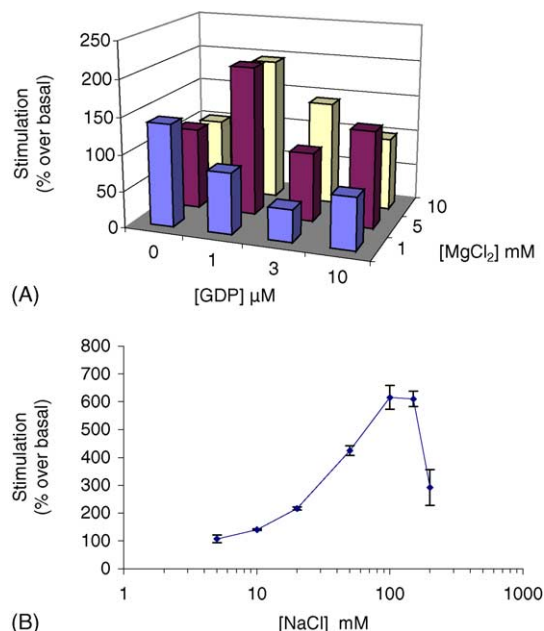 250
200
150
100
50
0
Stimulation
(% over basal)
0
1
3
10
[GDP] µM
1
5
10
[MgCl₂] mM
(A)
800
700
600
500
400
300
200
100
0
Stimulation
(% over basal)
1
10
100
1000
[NaCl] mM
(B)